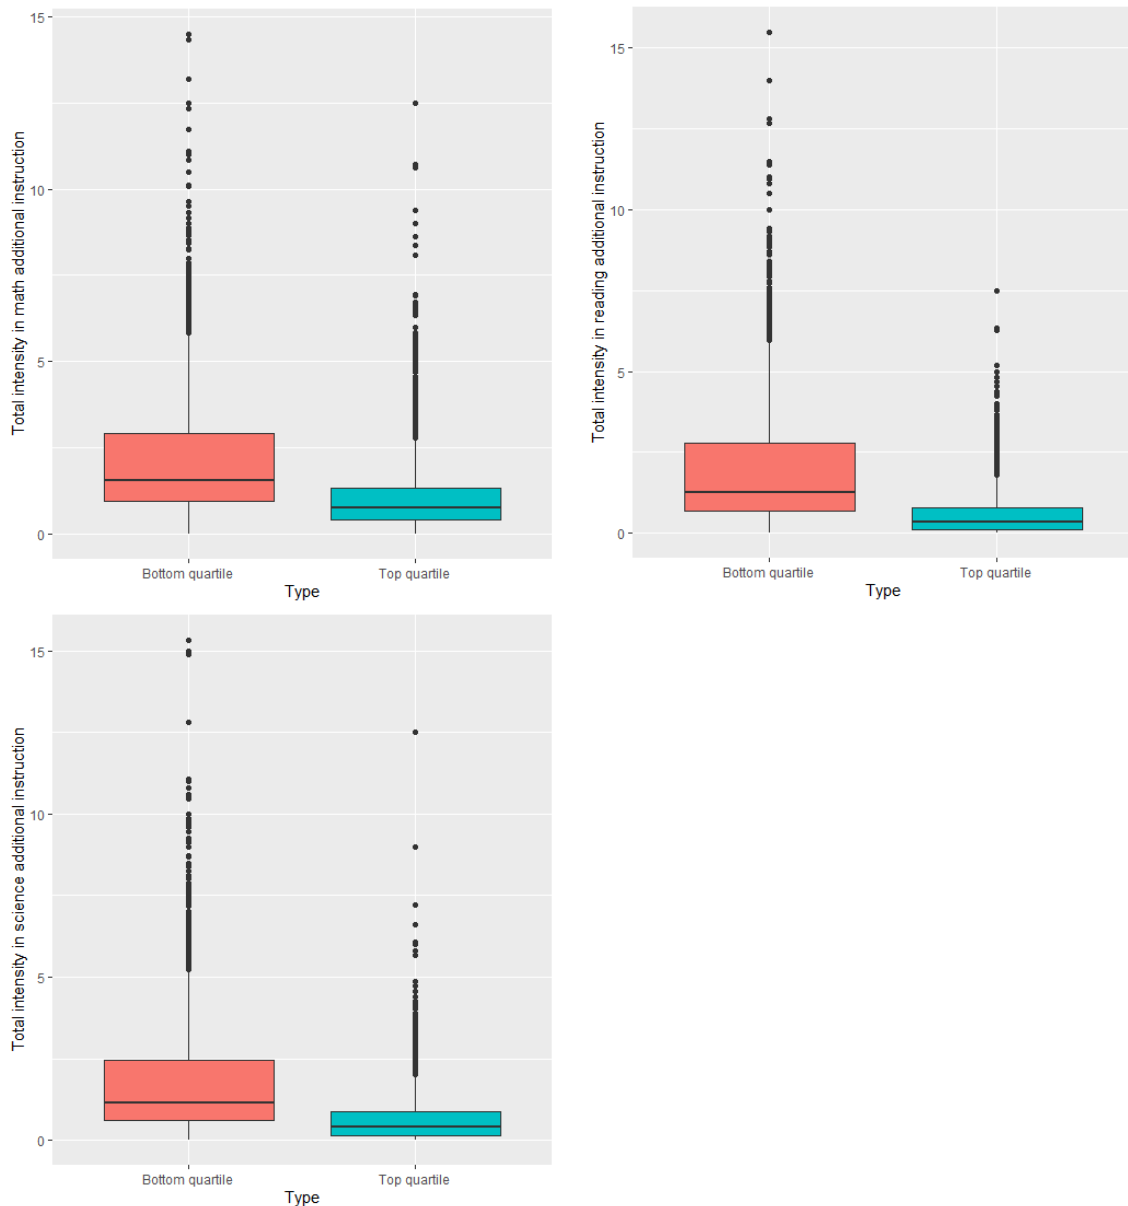 Total intensity in math additional instruction
15
10
5
0
Bottom quartile
Top quartile
Type
Total intensity in reading additional instruction
15
10
5
0
Bottom quartile
Top quartile
Type
Total intensity in science additional instruction
15
10
5
0
Bottom quartile
Top quartile
Type